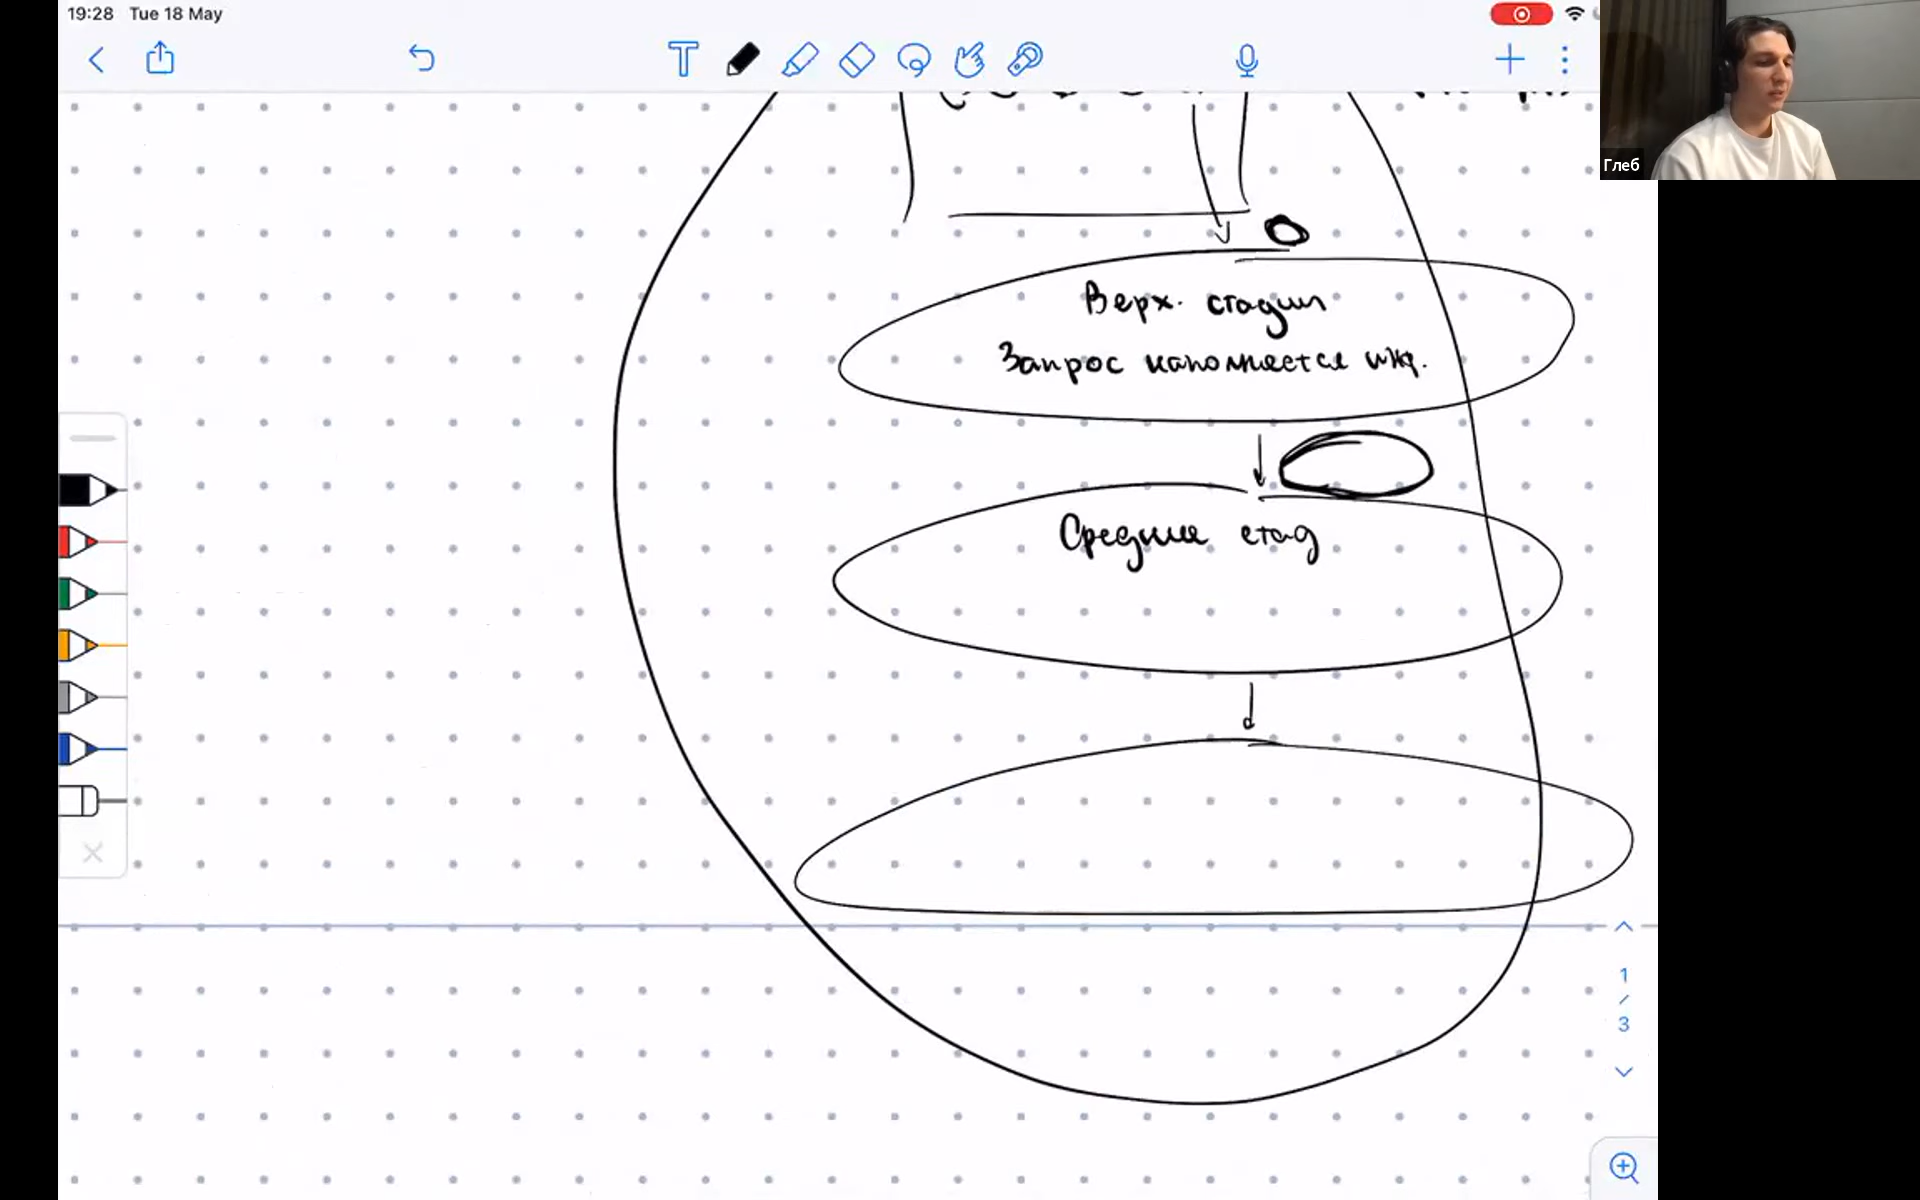 19:28 Tue 18 May
Глеб
Верх. стадии
Запрос наполняется инф.
Средние стад
1
/
3